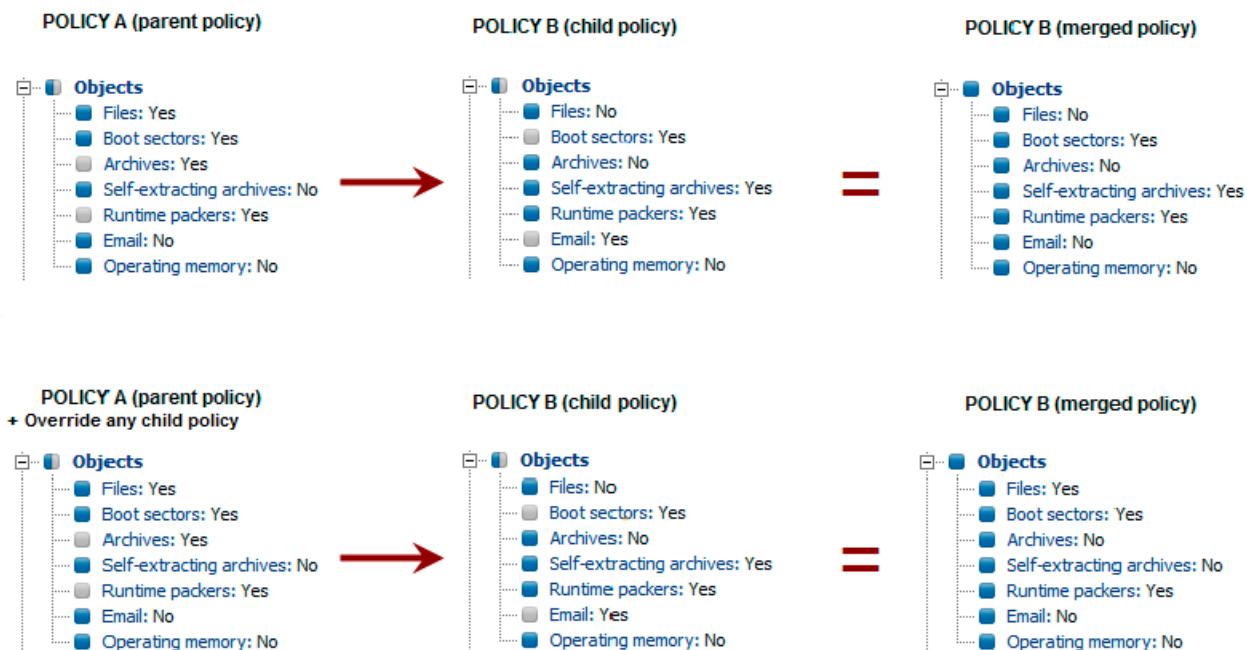 POLICY A (parent policy)
Objects
Files: Yes
Boot sectors: Yes
Archives: Yes
Self-extracting archives: No
Runtime packers: Yes
Email: No
Operating memory: No
POLICY B (child policy)
Objects
Files: No
Boot sectors: Yes
Archives: No
Self-extracting archives: Yes
Runtime packers: Yes
Email: Yes
Operating memory: No
=
POLICY B (merged policy)
Objects
Files: No
Boot sectors: Yes
Archives: No
Self-extracting archives: Yes
Runtime packers: Yes
Email: No
Operating memory: No
POLICY A (parent policy)
+ Override any child policy
Objects
Files: Yes
Boot sectors: Yes
Archives: Yes
Self-extracting archives: No
Runtime packers: Yes
Email: No
Operating memory: No
POLICY B (child policy)
Objects
Files: No
Boot sectors: Yes
Archives: No
Self-extracting archives: Yes
Runtime packers: Yes
Email: Yes
Operating memory: No
=
POLICY B (merged policy)
Objects
Files: Yes
Boot sectors: Yes
Archives: No
Self-extracting archives: No
Runtime packers: Yes
Email: No
Operating memory: No